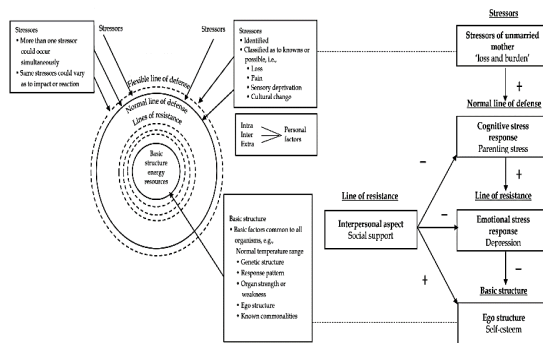 Stressors
• More than one stressor
could occur
simultaneously
• Same stressors could vary
as to impact or reaction
Stressors
Stressors
Stressors
• Identified
• Classified as to knowns or
possible, i.e.,
• Loss
• Pain
• Sensory deprivation
• Cultural change
Flexible line of defense
Normal line of defense
Lines of resistance
Basic
structure
energy
resources
Intra
Inter
Extra
Personal
factors
Basic structure
• Basic factors common to all
organisms, e.g.,
Normal temperature range
• Genetic structure
• Response pattern
• Organ strength or
weakness
• Ego structure
• Known commonalities
Stressors
Stressors of unmarried
mother
'loss and burden'
+
Normal line of defense
Cognitive stress
response
Parenting stress
−
+
Line of resistance
Line of resistance
Interpersonal aspect
Social support
−
Emotional stress
response
Depression
+
−
Basic structure
Ego structure
Self-esteem